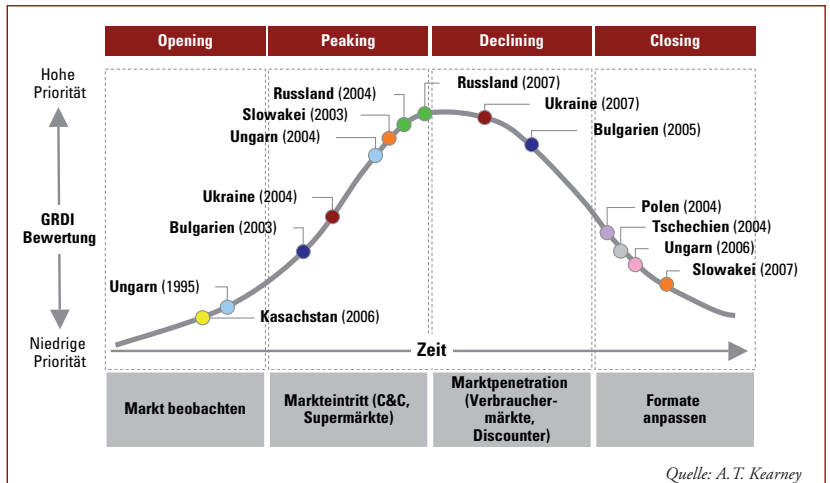 Opening
Peaking
Declining
Closing
Hohe
Priorität
GRDI
Bewertung
Niedrige
Priorität
Russland (2007)
Russland (2004)
Ukraine (2007)
Slowakei (2003)
Bulgarien (2005)
Ungarn (2004)
Ukraine (2004)
Polen (2004)
Bulgarien (2003)
Tschechien (2004)
Ungarn (2006)
Slowakei (2007)
Ungarn (1995)
Kasachstan (2006)
Zeit
Markt beobachten
Markteintritt (C&C,
Supermärkte)
Marktpenetration
(Verbraucher-
märkte,
Discounter)
Formate
anpassen
Quelle: A.T. Kearney